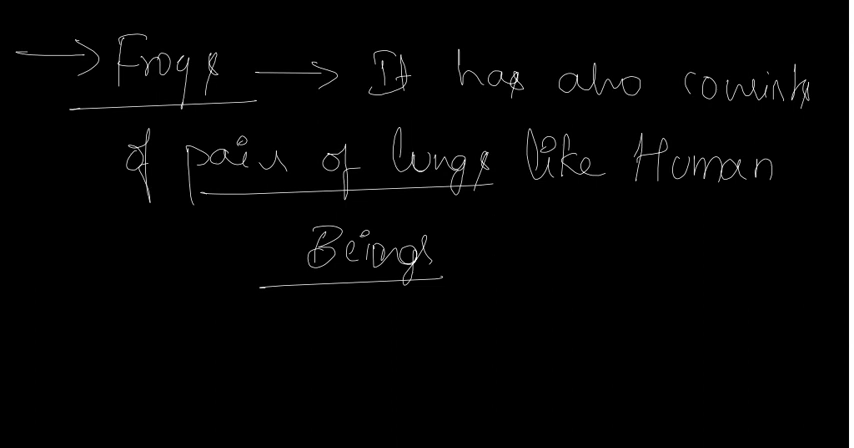 → Frogs → It has also consists
of pair of lungs like Human
Beings